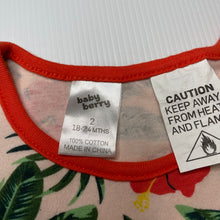 baby
berry
2
18-24 MTHS
100% COTTON
MADE IN CHINA
CAUTION
KEEP AWAY
FROM HEAT
AND FLAM